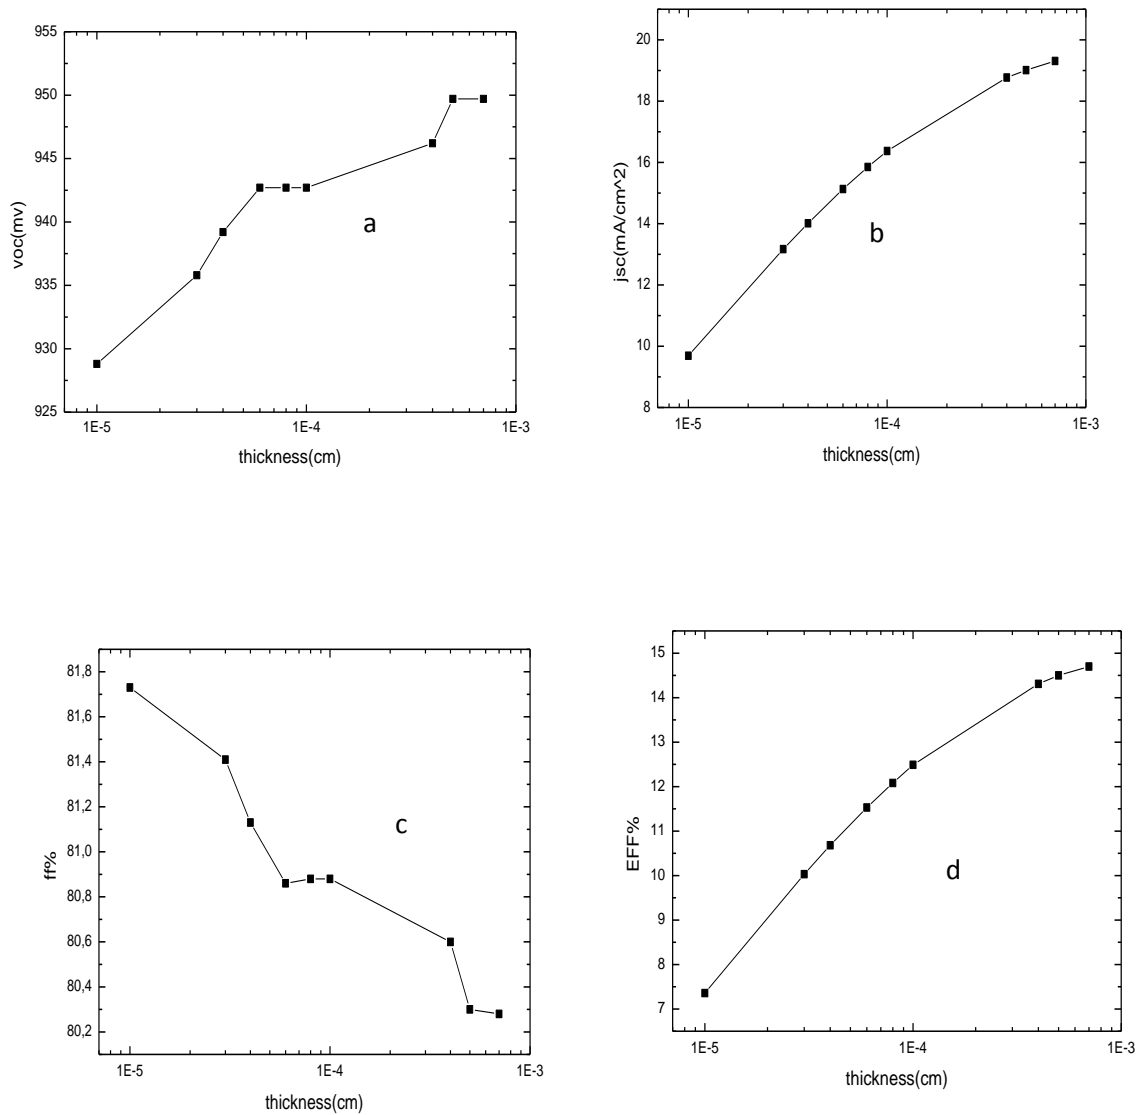 955
950
945
940
935
930
925
voc(mv)
a
1E-5 1E-4 1E-3
thickness(cm)
20
18
16
14
12
10
8
jsc(mA/cm^2)
b
1E-5 1E-4 1E-3
thickness(cm)
81,8
81,6
81,4
81,2
81,0
80,8
80,6
80,4
80,2
ff%
c
1E-5 1E-4 1E-3
thickness(cm)
15
14
13
12
11
10
9
8
7
EFF%
d
1E-5 1E-4 1E-3
thickness(cm)